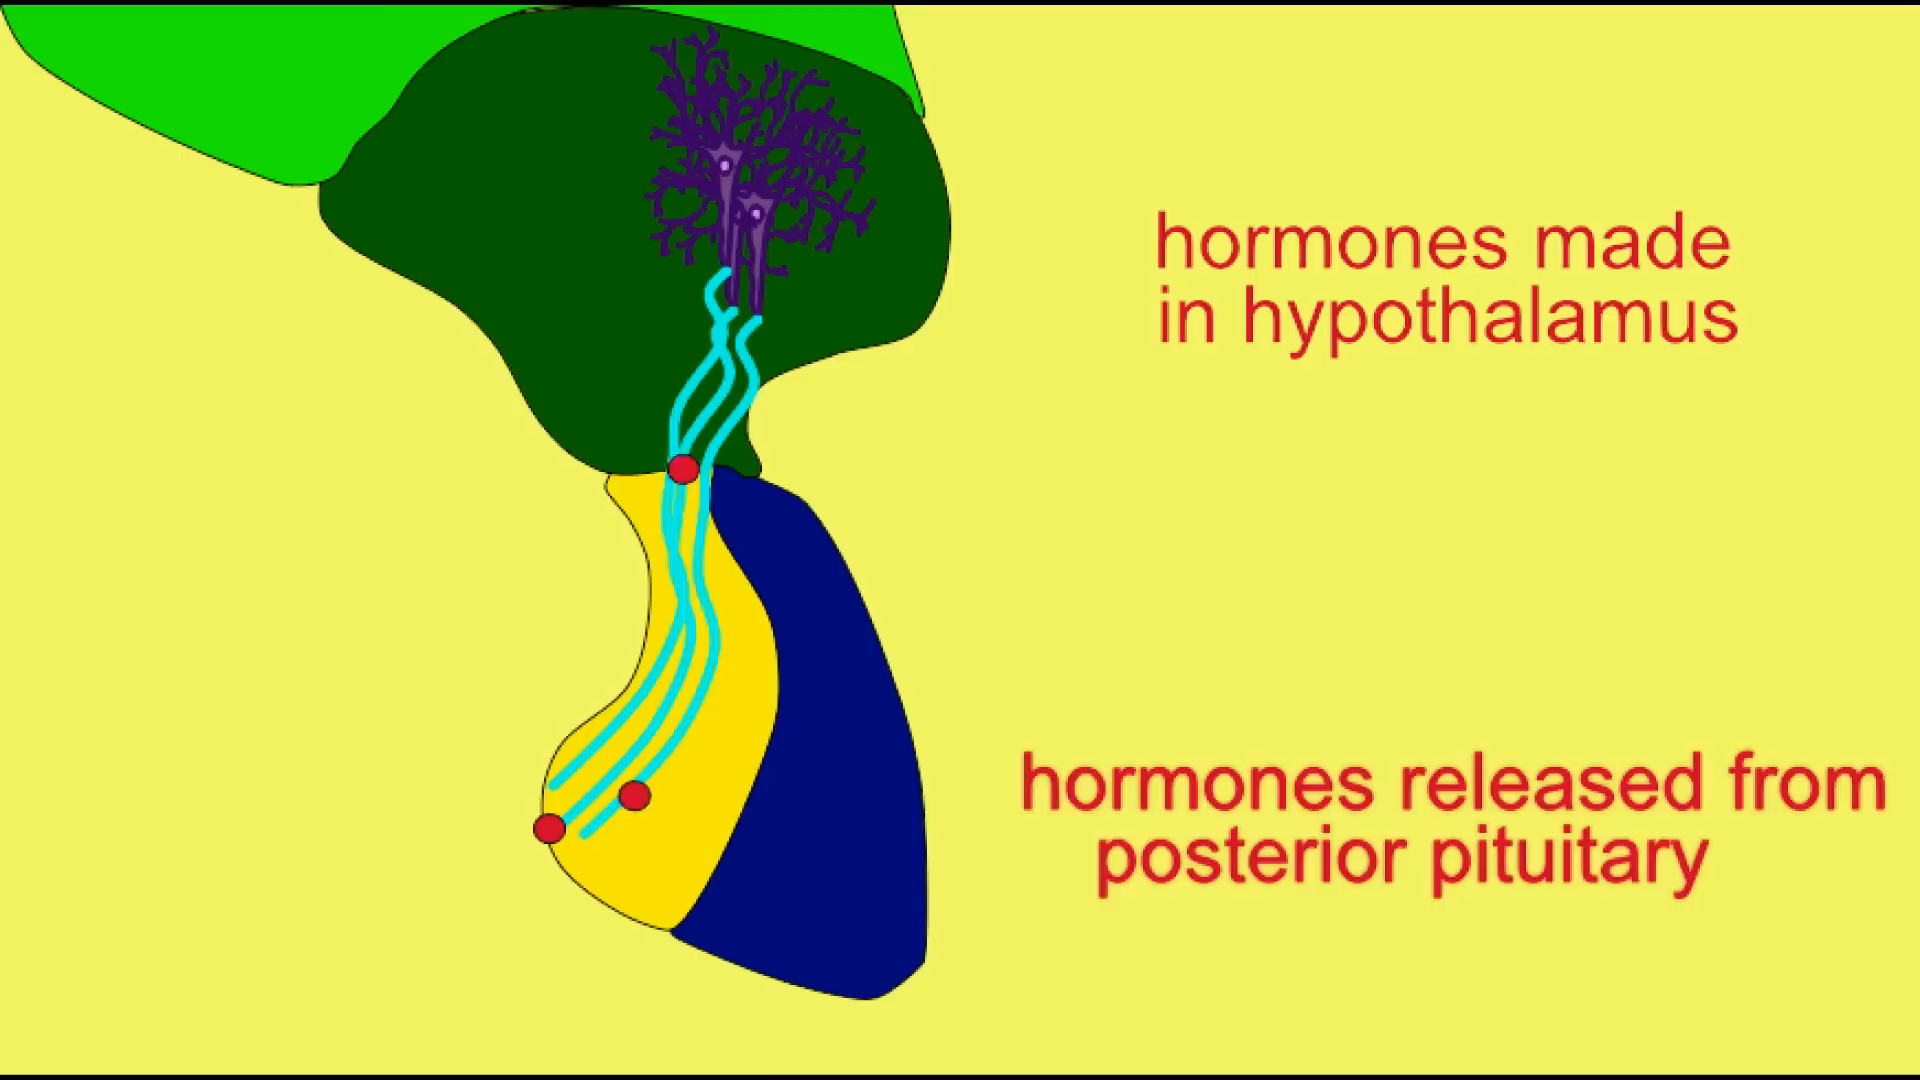 hormones made
in hypothalamus
hormones released from
posterior pituitary